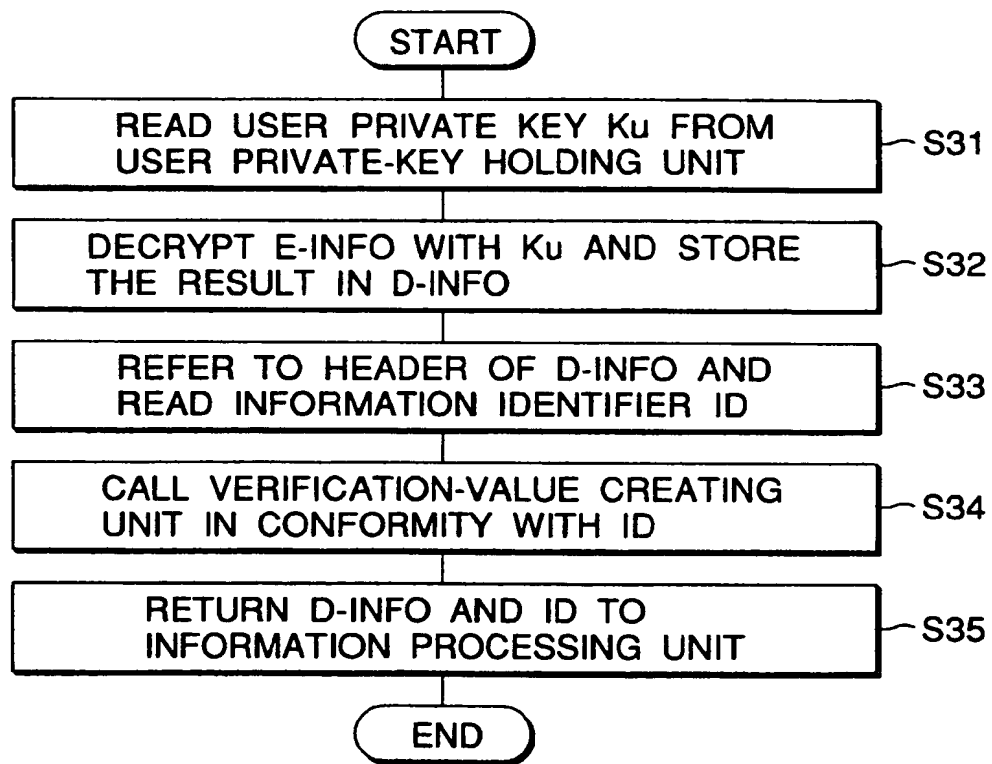 START
READ USER PRIVATE KEY Ku FROM
USER PRIVATE-KEY HOLDING UNIT
S31
DECRYPT E-INFO WITH Ku AND STORE
THE RESULT IN D-INFO
S32
REFER TO HEADER OF D-INFO AND
READ INFORMATION IDENTIFIER ID
S33
CALL VERIFICATION-VALUE CREATING
UNIT IN CONFORMITY WITH ID
S34
RETURN D-INFO AND ID TO
INFORMATION PROCESSING UNIT
S35
END